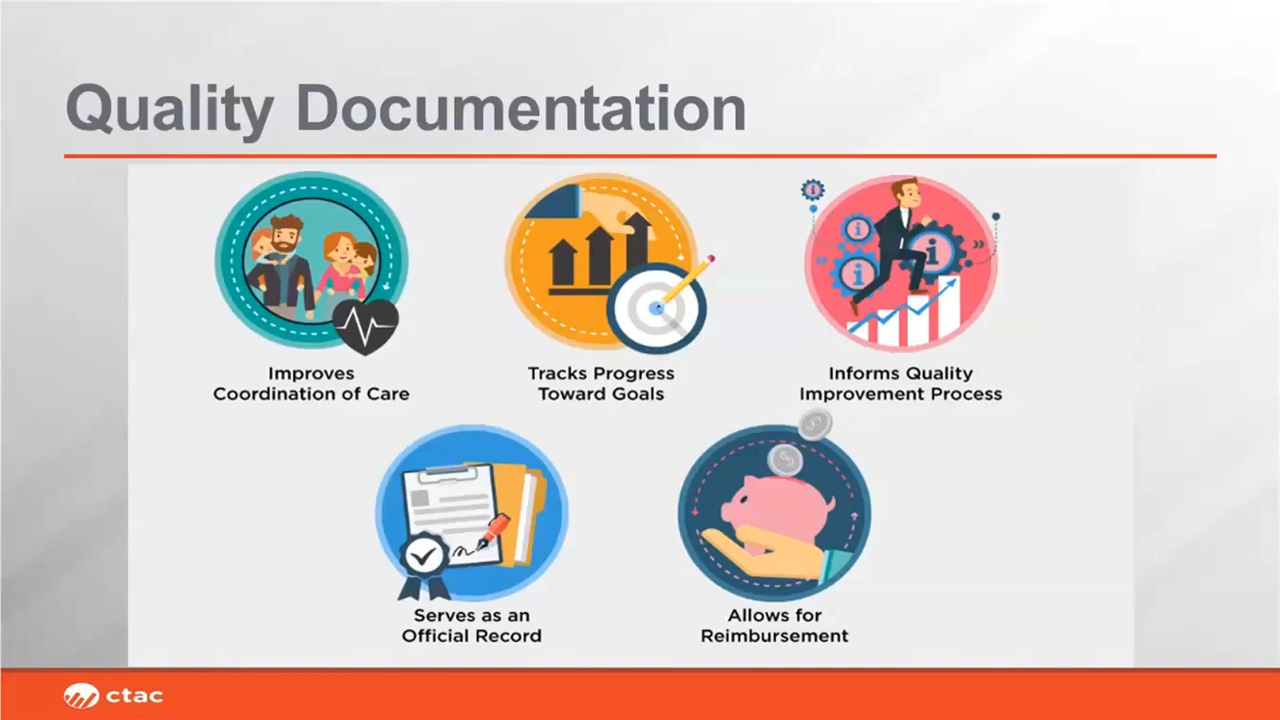 Quality Documentation
Improves
Coordination of Care
Tracks Progress
Toward Goals
Informs Quality
Improvement Process
Serves as an
Official Record
Allows for
Reimbursement
ctac